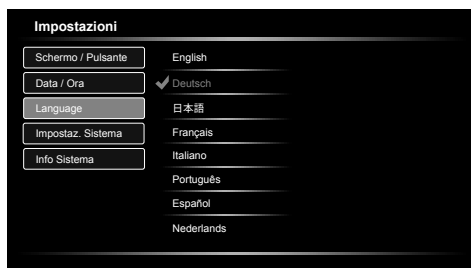 Impostazioni
Schermo / Pulsante
Data / Ora
Language
Impostaz. Sistema
Info Sistema
English
Deutsch
日本語
Français
Italiano
Português
Español
Nederlands